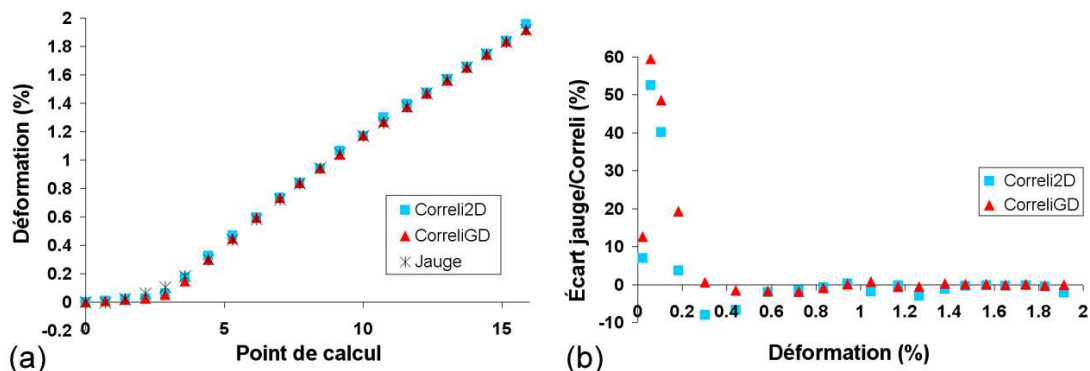 2
1.8
1.6
1.4
1.2
1
0.8
0.6
0.4
0.2
0
-0.2
Déformation (%)
0 5 10 15
Point de calcul
Correli2D
CorreliGD
Jauge
(a)
60
50
40
30
20
10
0
-10
Écart jauge/Correli (%)
0 0.2 0.4 0.6 0.8 1 1.2 1.4 1.6 1.8 2
Déformation (%)
Correli2D
CorreliGD
(b)